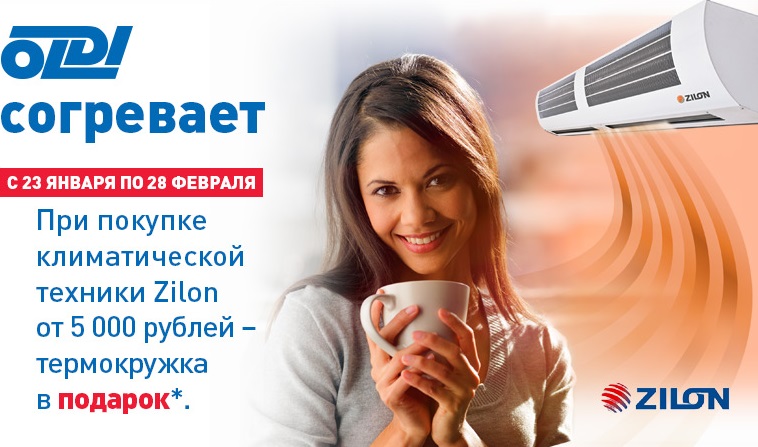 OLDI
согревает
С 23 ЯНВАРЯ ПО 28 ФЕВРАЛЯ
При покупке
климатической
техники Zilon
от 5 000 рублей –
термокружка
в подарок*.
ZILON
ZILON